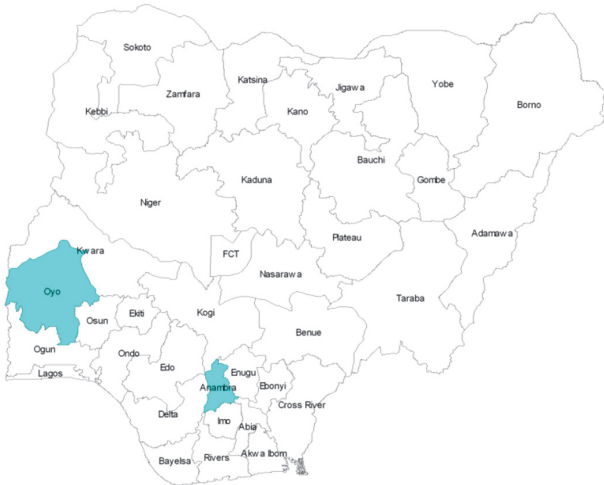 Sokoto
Katsina
Jigawa
Yobe
Borno
Zamfara
Kebbi
Kano
Bauchi
Gombe
Kaduna
Niger
Adamawa
Plateau
Kwara
FCT
Nasarawa
Taraba
Oyo
Kogi
Osun
Ekiti
Benue
Ogun
Ondo
Edo
Lagos
Enugu
Anambra
Ebonyi
Cross River
Delta
Imo
Abia
Bayelsa
Rivers
Akwa Ibom